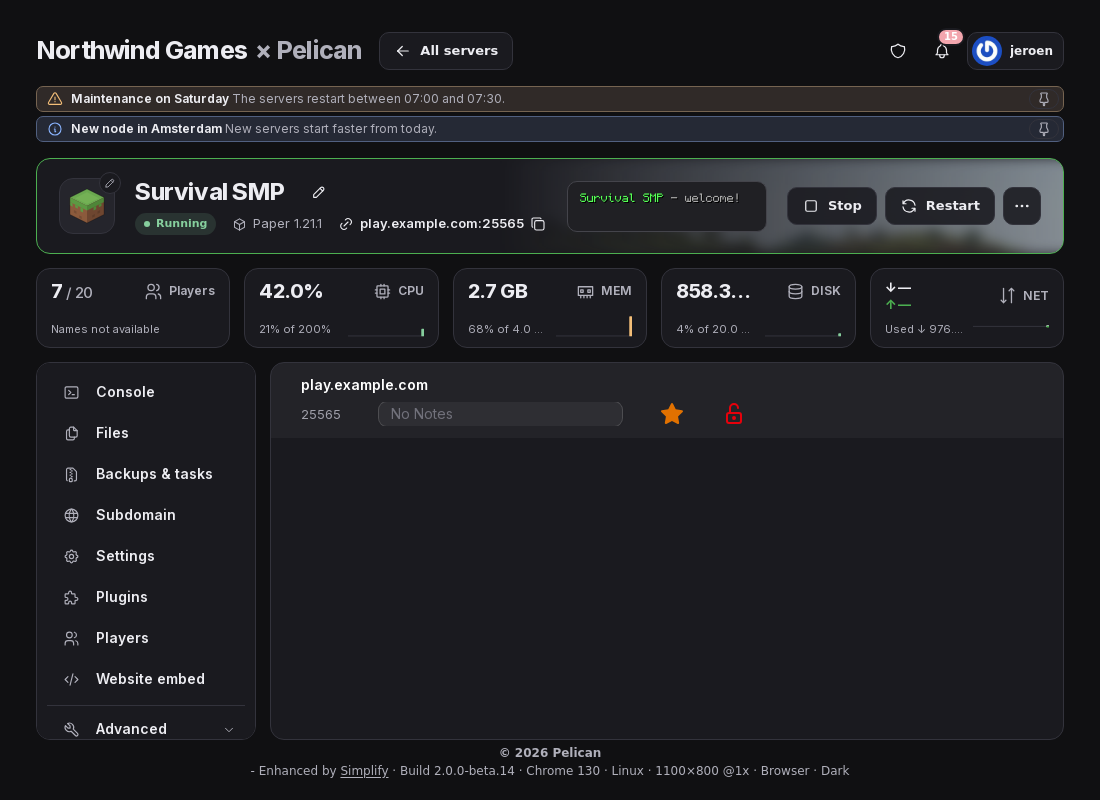 Northwind Games × Pelican
All servers
15
jeroen
Maintenance on Saturday The servers restart between 07:00 and 07:30.
New node in Amsterdam New servers start faster from today.
Survival SMP
Running
Paper 1.21.1
play.example.com:25565
Survival SMP – welcome!
Stop
Restart
7 / 20
Players
Names not available
42.0%
CPU
21% of 200%
2.7 GB
MEM
68% of 4.0 ...
858.3...
DISK
4% of 20.0 ...
↓—
↑—
NET
Used ↓ 976....
Console
Files
Backups & tasks
Subdomain
Settings
Plugins
Players
Website embed
Advanced
play.example.com
25565
No Notes
© 2026 Pelican
- Enhanced by Simplify · Build 2.0.0-beta.14 · Chrome 130 · Linux · 1100×800 @1x · Browser · Dark